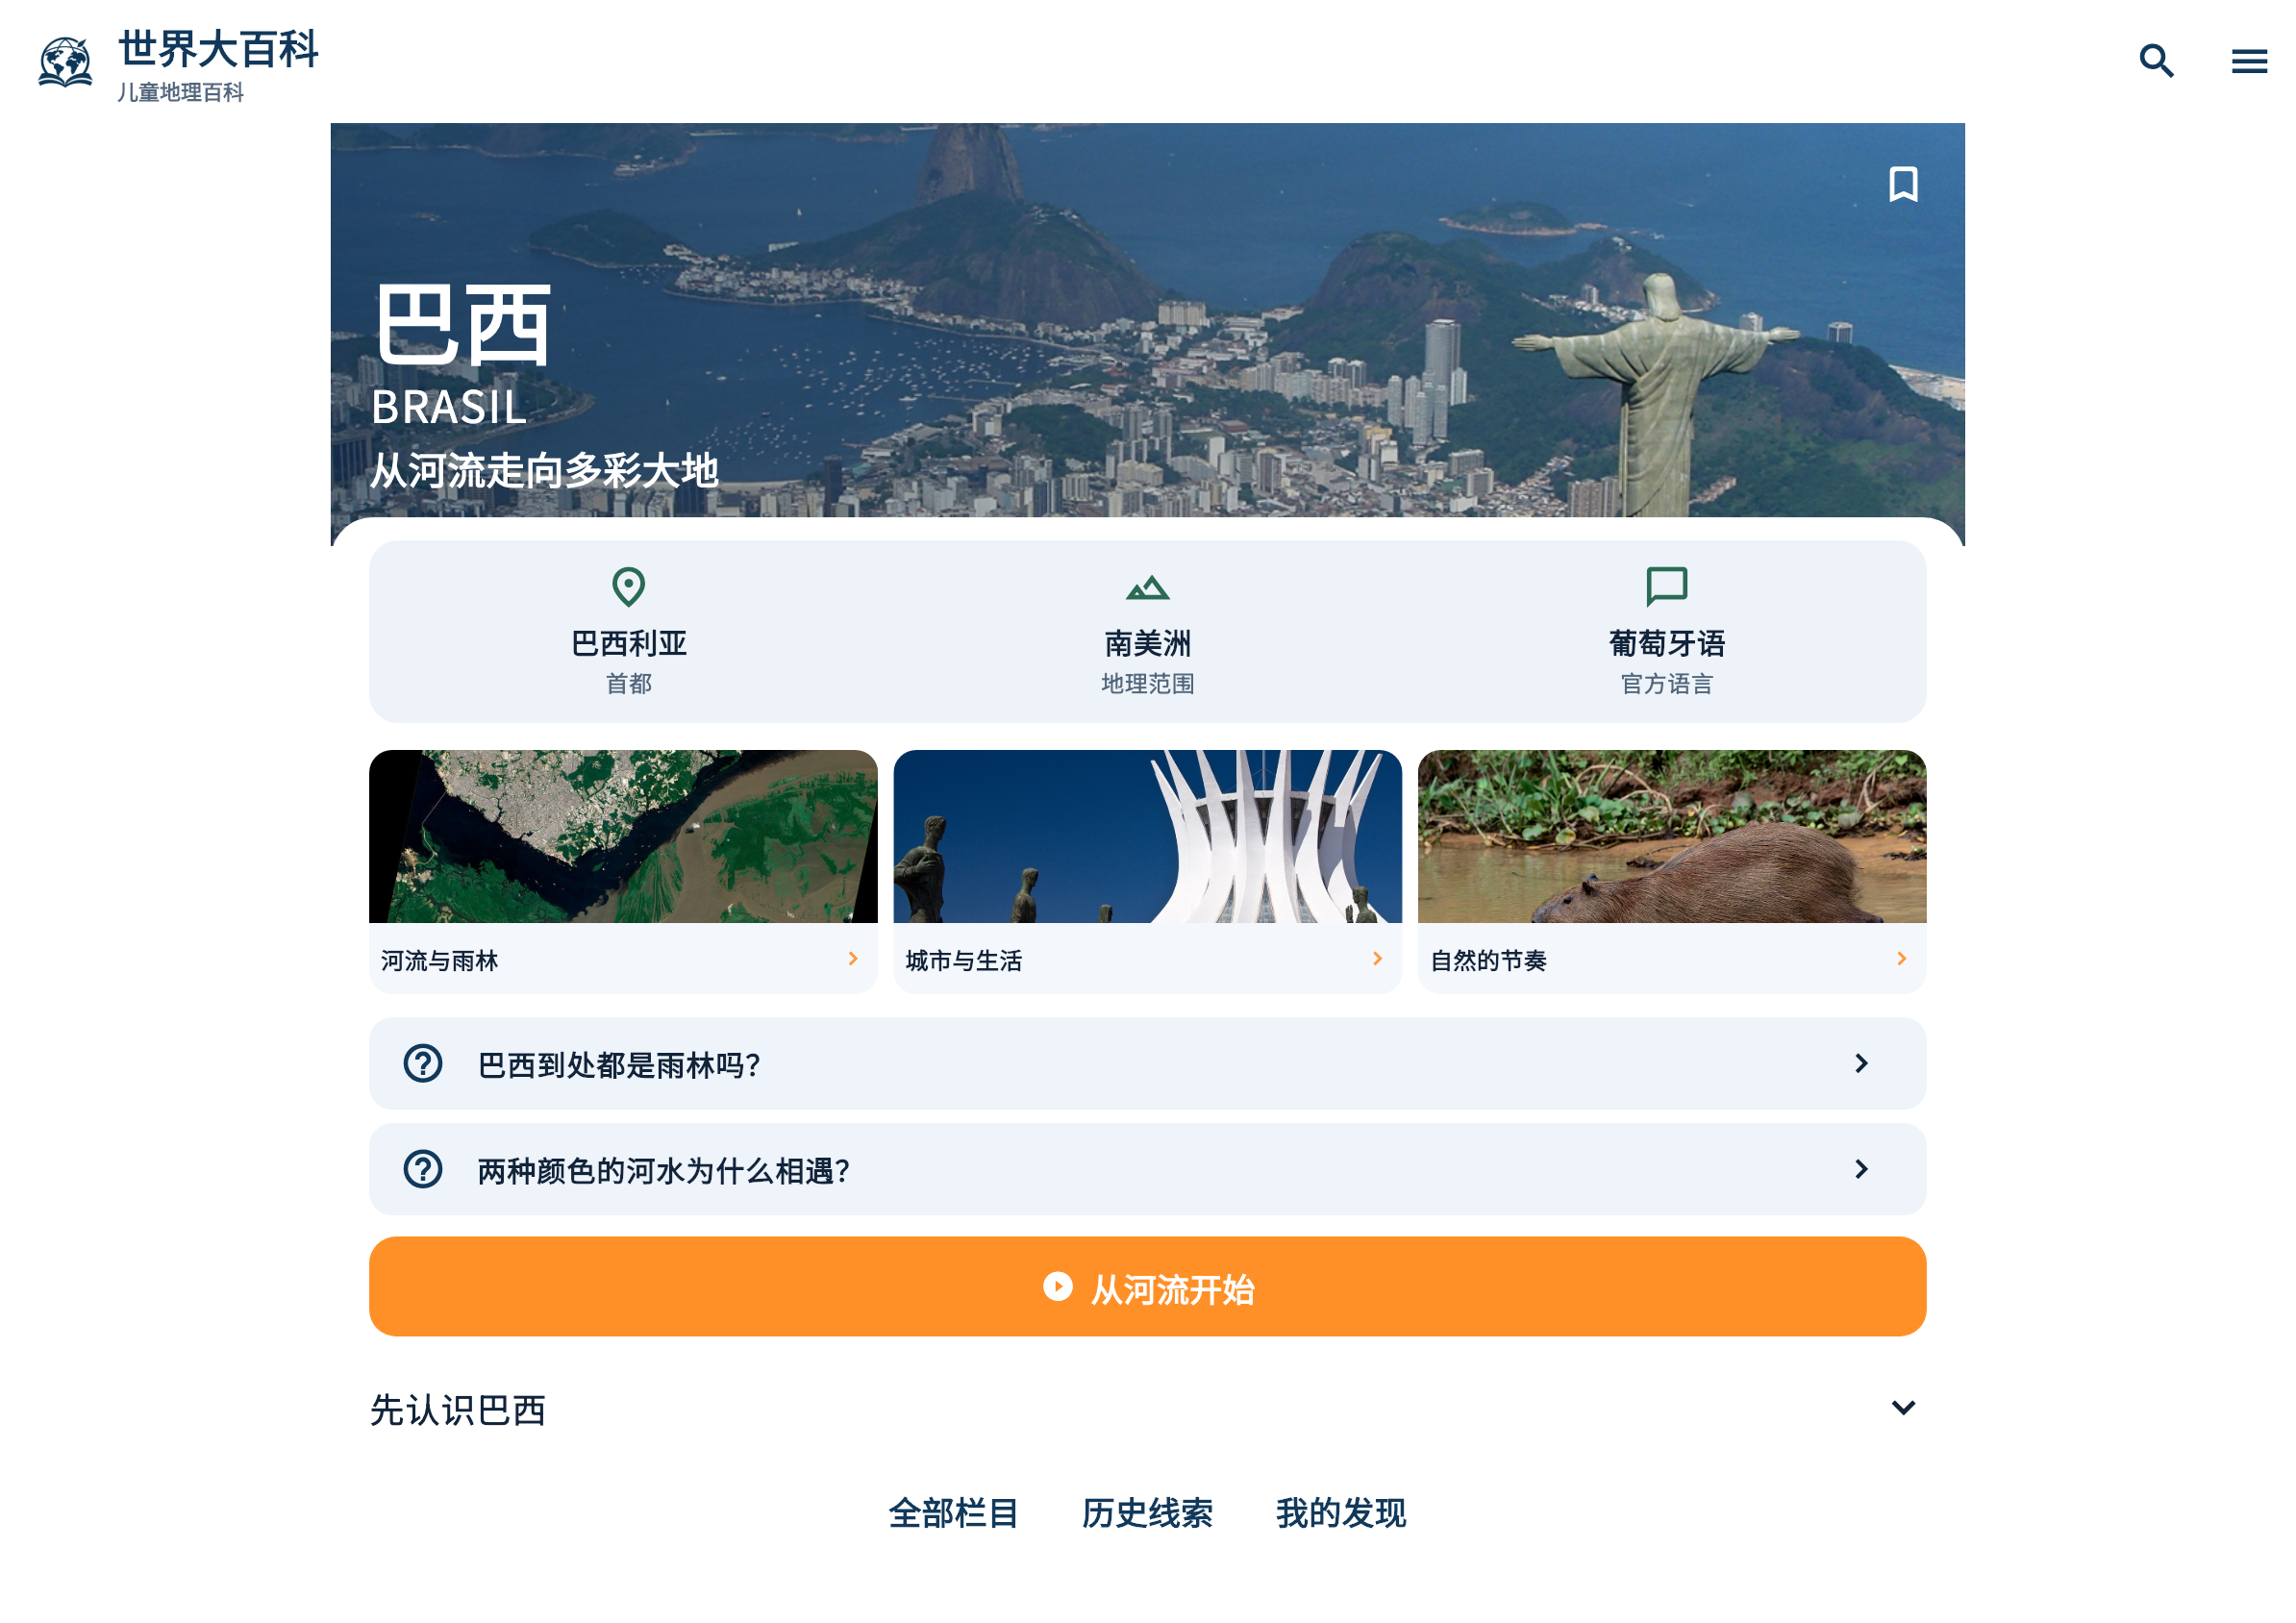 世界大百科
儿童地理百科
巴西
BRASIL
从河流走向多彩大地
巴西利亚
首都
南美洲
地理范围
葡萄牙语
官方语言
河流与雨林
城市与生活
自然的节奏
巴西到处都是雨林吗？
两种颜色的河水为什么相遇？
从河流开始
先认识巴西
全部栏目 历史线索 我的发现